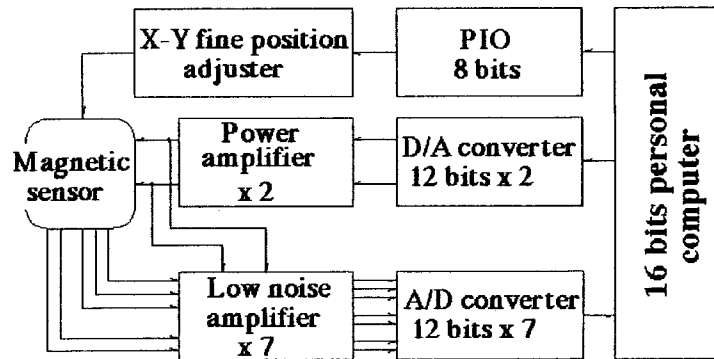 X-Y fine position
adjuster
PIO
8 bits
Magnetic
sensor
Power
amplifier
x 2
D/A converter
12 bits x 2
Low noise
amplifier
x 7
A/D converter
12 bits x 7
16 bits personal
computer